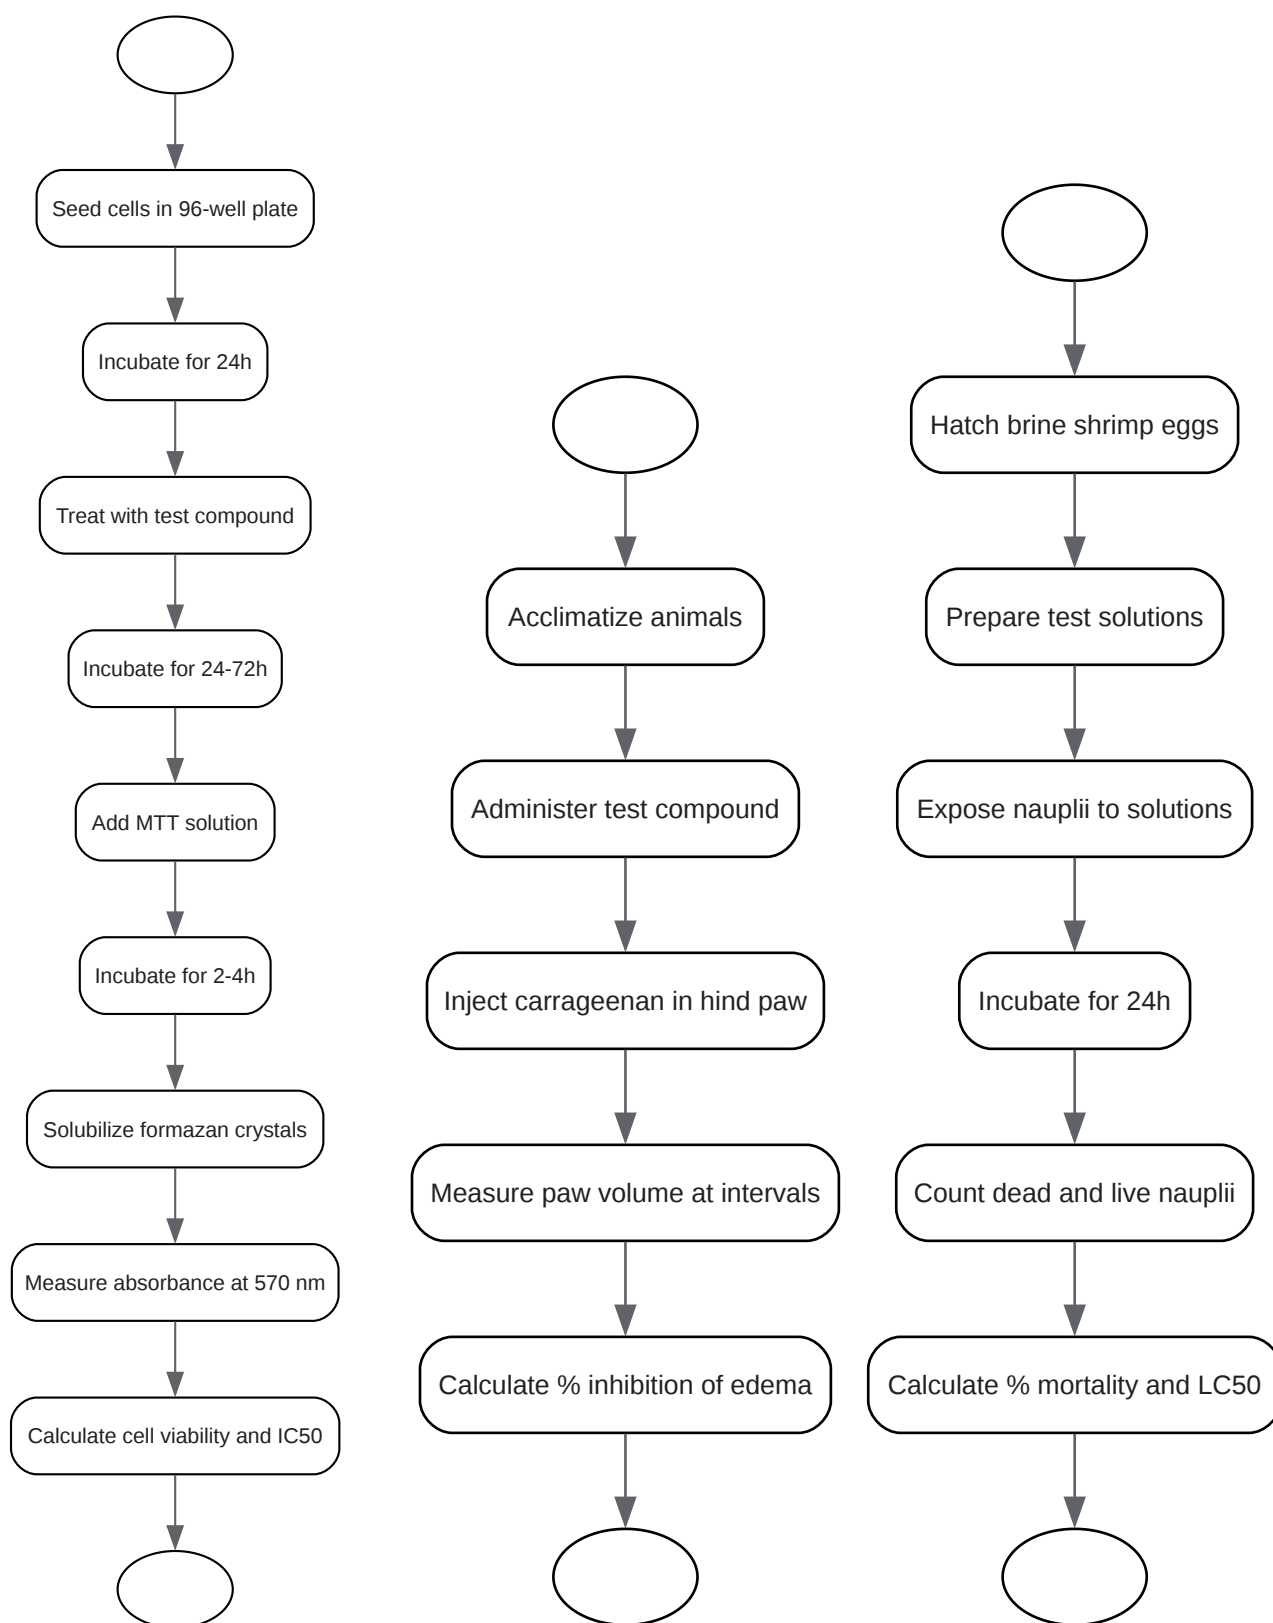 Seed cells in 96-well plate
Incubate for 24h
Treat with test compound
Incubate for 24-72h
Add MTT solution
Incubate for 2-4h
Solubilize formazan crystals
Measure absorbance at 570 nm
Calculate cell viability and IC50
Acclimatize animals
Administer test compound
Inject carrageenan in hind paw
Measure paw volume at intervals
Calculate % inhibition of edema
Hatch brine shrimp eggs
Prepare test solutions
Expose nauplii to solutions
Incubate for 24h
Count dead and live nauplii
Calculate % mortality and LC50